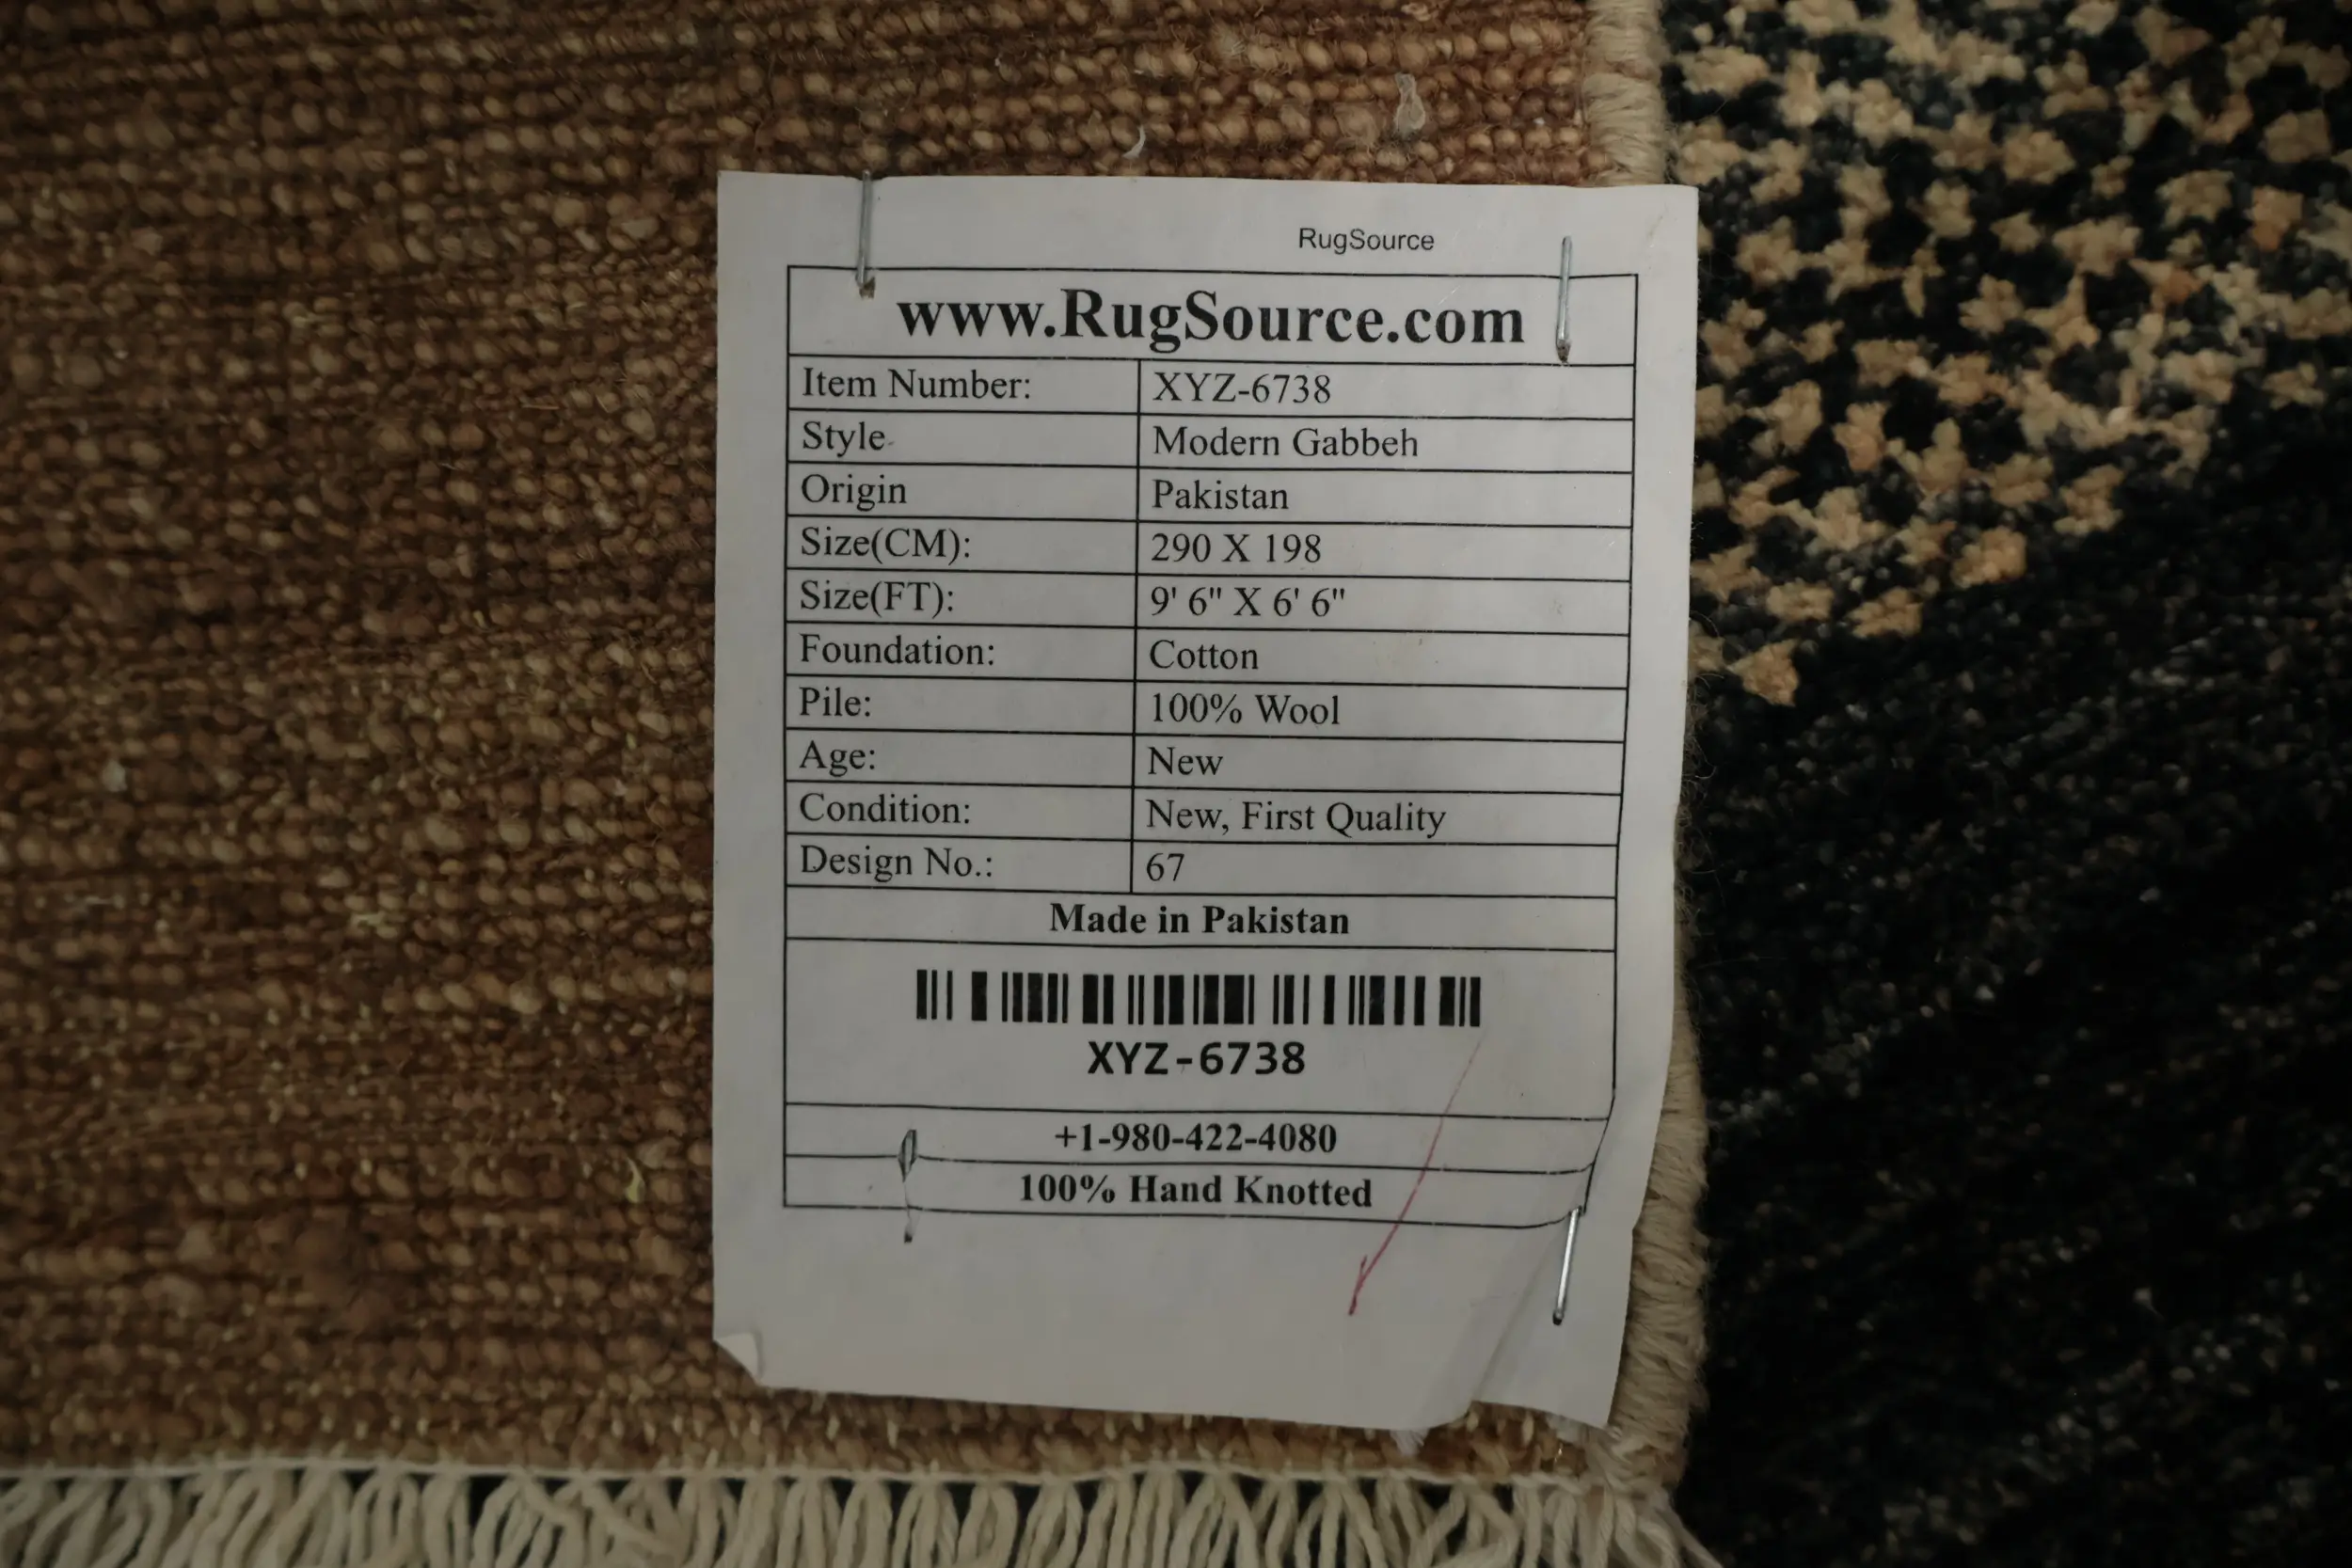 RugSource
www.RugSource.com
Item Number: XYZ-6738
Style Modern Gabbeh
Origin Pakistan
Size(CM): 290 X 198
Size(FT): 9' 6" X 6' 6"
Foundation: Cotton
Pile: 100% Wool
Age: New
Condition: New, First Quality
Design No.: 67
Made in Pakistan
XYZ-6738
+1-980-422-4080
100% Hand Knotted